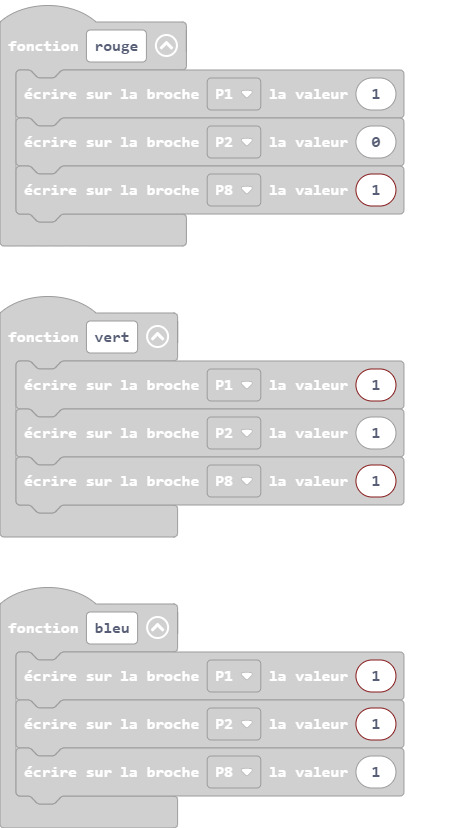 fonction rouge
écrire sur la broche P1 la valeur 1
écrire sur la broche P2 la valeur 0
écrire sur la broche P8 la valeur 1
fonction vert
écrire sur la broche P1 la valeur 1
écrire sur la broche P2 la valeur 1
écrire sur la broche P8 la valeur 1
fonction bleu
écrire sur la broche P1 la valeur 1
écrire sur la broche P2 la valeur 1
écrire sur la broche P8 la valeur 1